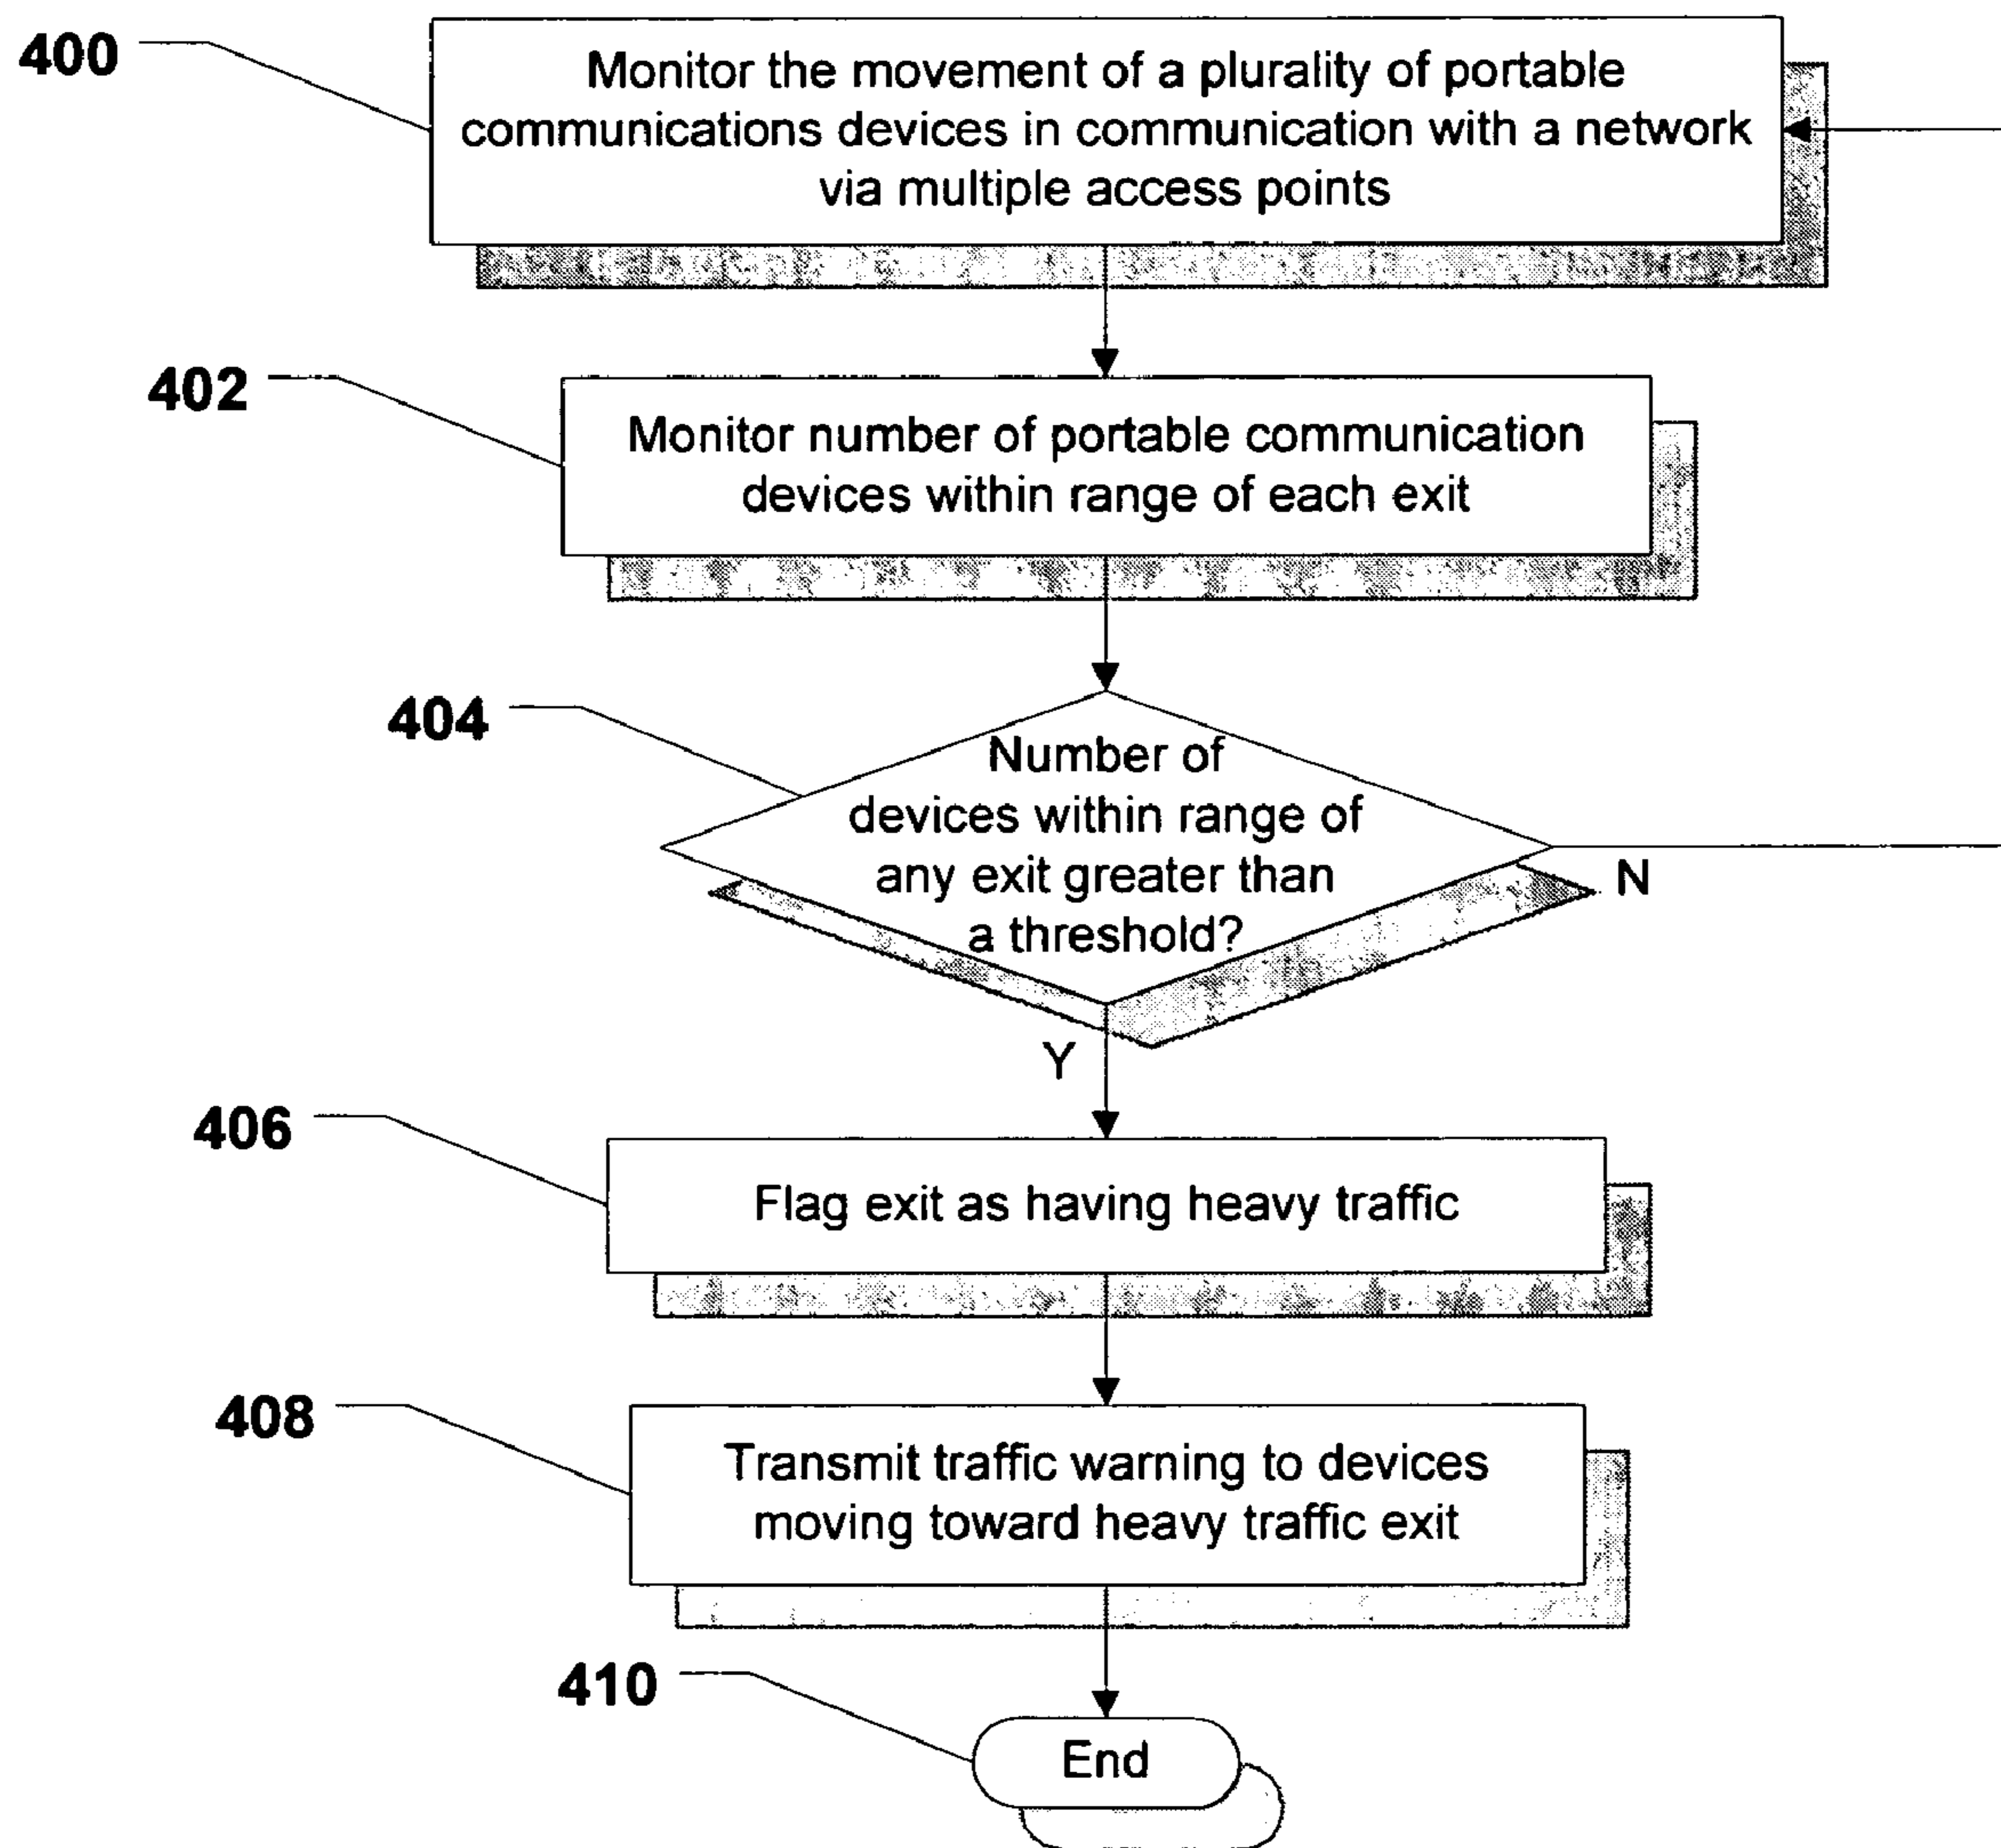 400
Monitor the movement of a plurality of portable
communications devices in communication with a network
via multiple access points
402
Monitor number of portable communication
devices within range of each exit
404
Number of
devices within range of
any exit greater than
a threshold?
N
Y
406
Flag exit as having heavy traffic
408
Transmit traffic warning to devices
moving toward heavy traffic exit
410
End